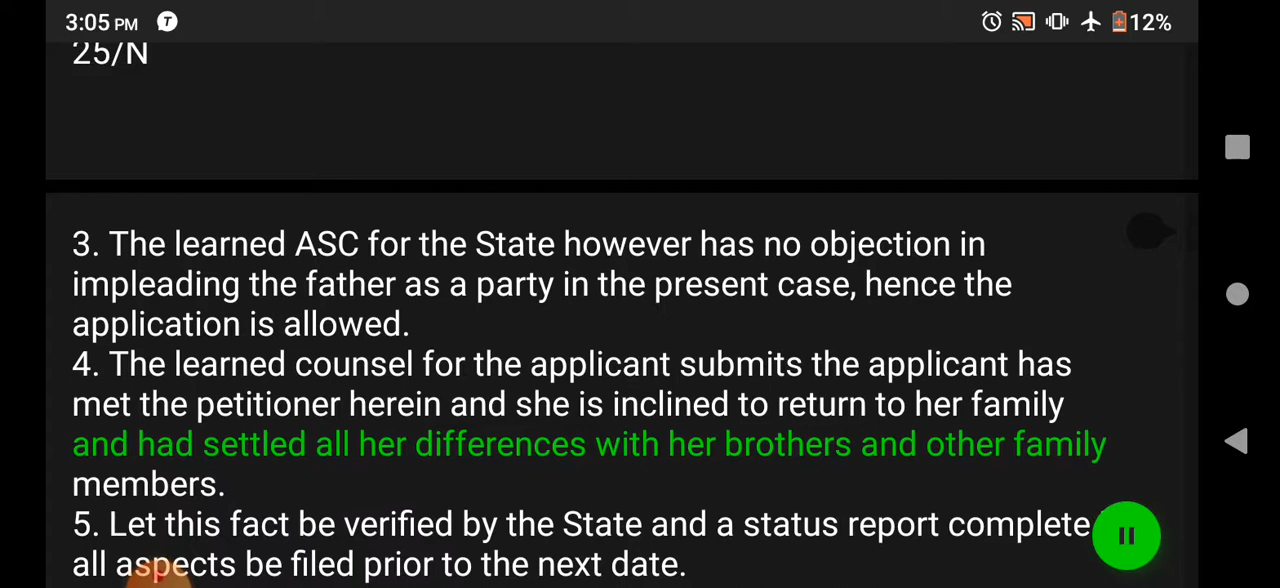 3:05 PM T 12%
25/N
3. The learned ASC for the State however has no objection in
impleading the father as a party in the present case, hence the
application is allowed.
4. The learned counsel for the applicant submits the applicant has
met the petitioner herein and she is inclined to return to her family
and had settled all her differences with her brothers and other family
members.
5. Let this fact be verified by the State and a status report complete
all aspects be filed prior to the next date.